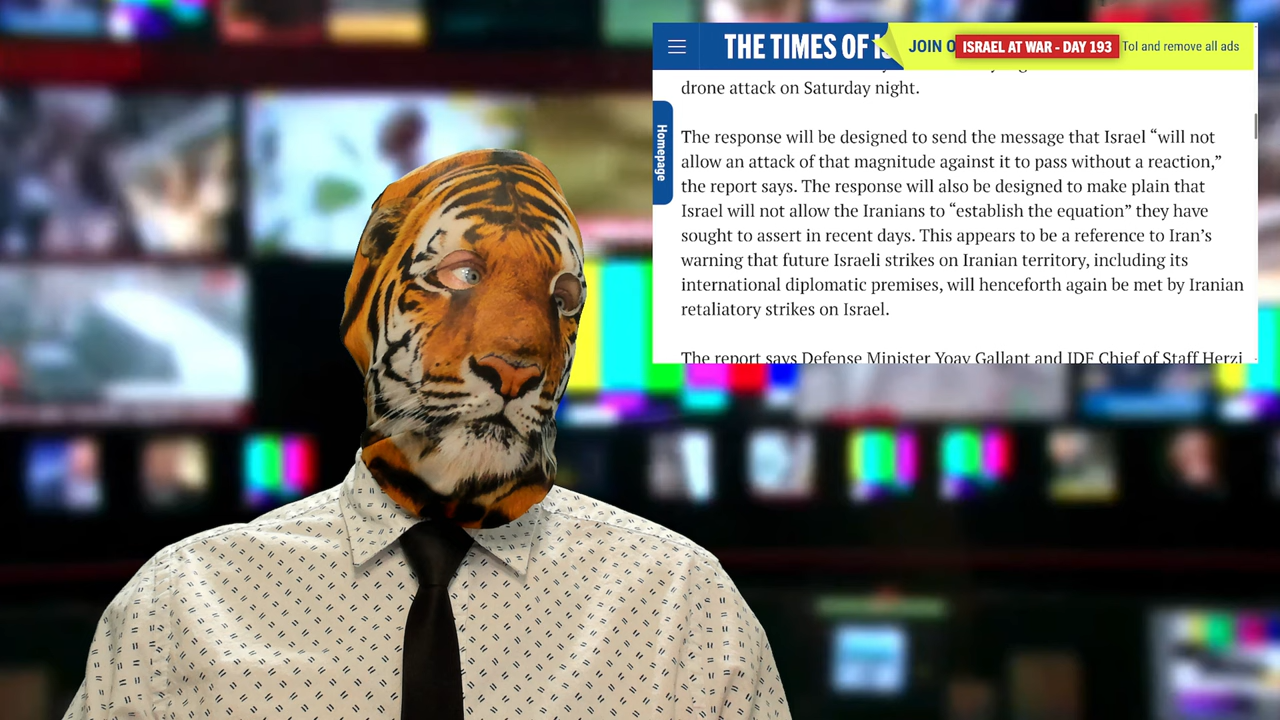 THE TIMES OF
JOIN
ISRAEL AT WAR - DAY 193
ToI and remove all ads
Homepage
drone attack on Saturday night.
The response will be designed to send the message that Israel “will not
allow an attack of that magnitude against it to pass without a reaction,”
the report says. The response will also be designed to make plain that
Israel will not allow the Iranians to “establish the equation” they have
sought to assert in recent days. This appears to be a reference to Iran’s
warning that future Israeli strikes on Iranian territory, including its
international diplomatic premises, will henceforth again be met by Iranian
retaliatory strikes on Israel.
The report says Defense Minister Yoav Gallant and IDF Chief of Staff Herzi